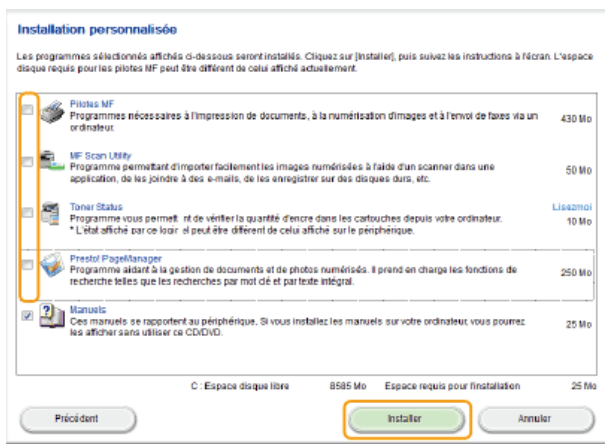 Installation personnalisée
Les programmes sélectionnés affichés ci-dessous seront installés. Cliquez sur [Installer], puis suivez les instructions à l'écran. L'espace
disque requis pour les pilotes MF peut être différent de celui affiché actuellement.
Pilotes MF
Programmes nécessaires à l'impression de documents, à la numérisation d'images et à l'envoi de faxes via un
ordinateur.
430 Mo
MF Scan Utility
Programme permettant d'importer facilement les images numérisées à l'aide d'un scanner dans une
application, de les joindre à des e-mails, de les enregistrer sur des disques durs, etc.
50 Mo
Toner Status
Lisezmoi
Programme vous permett nt de vérifier la quantité d'encre dans les cartouches depuis votre ordinateur.
10 Mo
* L'état affiché par ce logir el peut être différent de celui affiché sur le périphérique.
Presto! PageManager
Programme aidant à la gestion de documents et de photos numérisés. Il prend en charge les fonctions de
recherche telles que les recherches par mot clé et par texte intégral.
250 Mo
Manuels
Ces manuels se rapportent au périphérique. Si vous installez les manuels sur votre ordinateur, vous pourrez
les afficher sans utiliser ce CD/DVD.
25 Mo
C : Espace disque libre 8585 Mo Espace requis pour l'installation 25 Mo
Précédent Installer Annuler